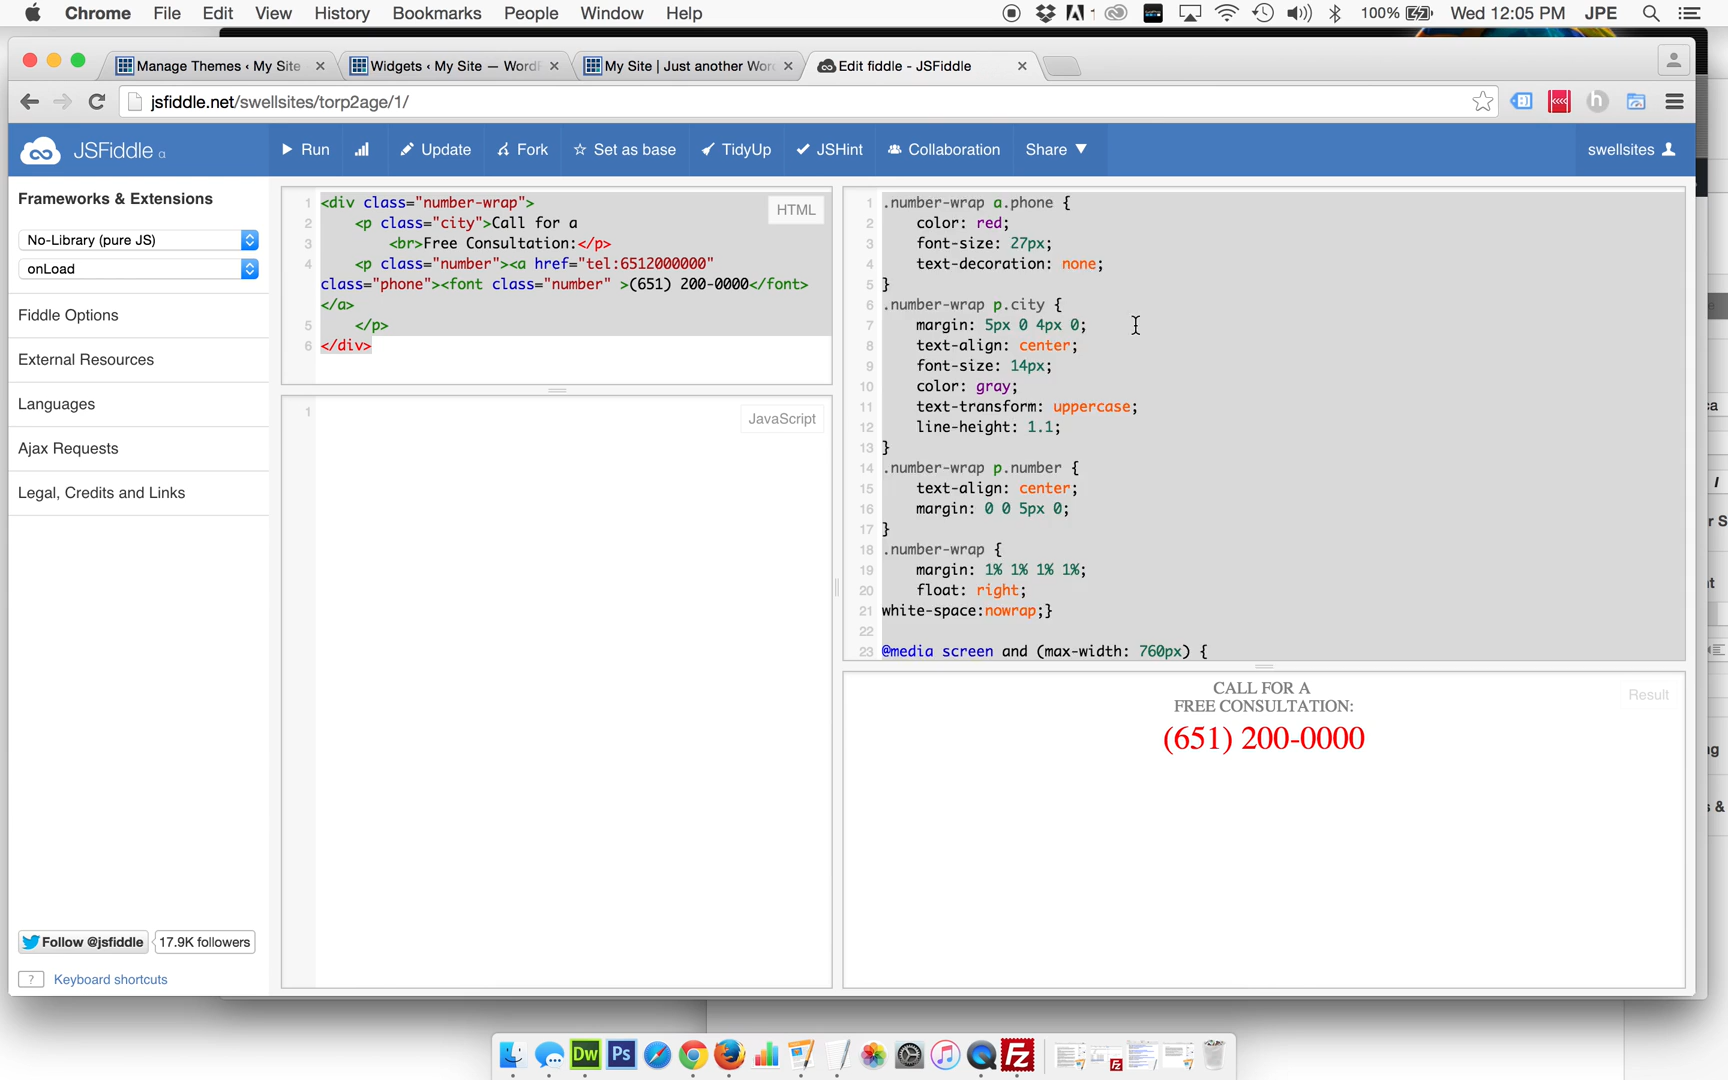 Chrome File Edit View History Bookmarks People Window Help 1 100% Wed 12:05 PM JPE
Manage Themes ‹ My Site × Widgets ‹ My Site — WordP × My Site | Just another Wor × Edit fiddle - JSFiddle ×
jsfiddle.net/swellsites/torp2age/1/
JSFiddle α Run Update Fork Set as base TidyUp JSHint Collaboration Share ▼ swellsites
Frameworks & Extensions
No-Library (pure JS)
onLoad
Fiddle Options
External Resources
Languages
Ajax Requests
Legal, Credits and Links
Follow @jsfiddle 17.9K followers
? Keyboard shortcuts
HTML
1 <div class="number-wrap">
2 <p class="city">Call for a
3 <br>Free Consultation:</p>
4 <p class="number"><a href="tel:6512000000"
class="phone"><font class="number" >(651) 200-0000</font>
</a>
5 </p>
6 </div>
1 JavaScript
1 .number-wrap a.phone {
2 color: red;
3 font-size: 27px;
4 text-decoration: none;
5 }
6 .number-wrap p.city {
7 margin: 5px 0 4px 0;
8 text-align: center;
9 font-size: 14px;
10 color: gray;
11 text-transform: uppercase;
12 line-height: 1.1;
13 }
14 .number-wrap p.number {
15 text-align: center;
16 margin: 0 0 5px 0;
17 }
18 .number-wrap {
19 margin: 1% 1% 1% 1%;
20 float: right;
21 white-space:nowrap;}
22
23 @media screen and (max-width: 760px) {
Result
CALL FOR A
FREE CONSULTATION:
(651) 200-0000
Dw Ps Fz